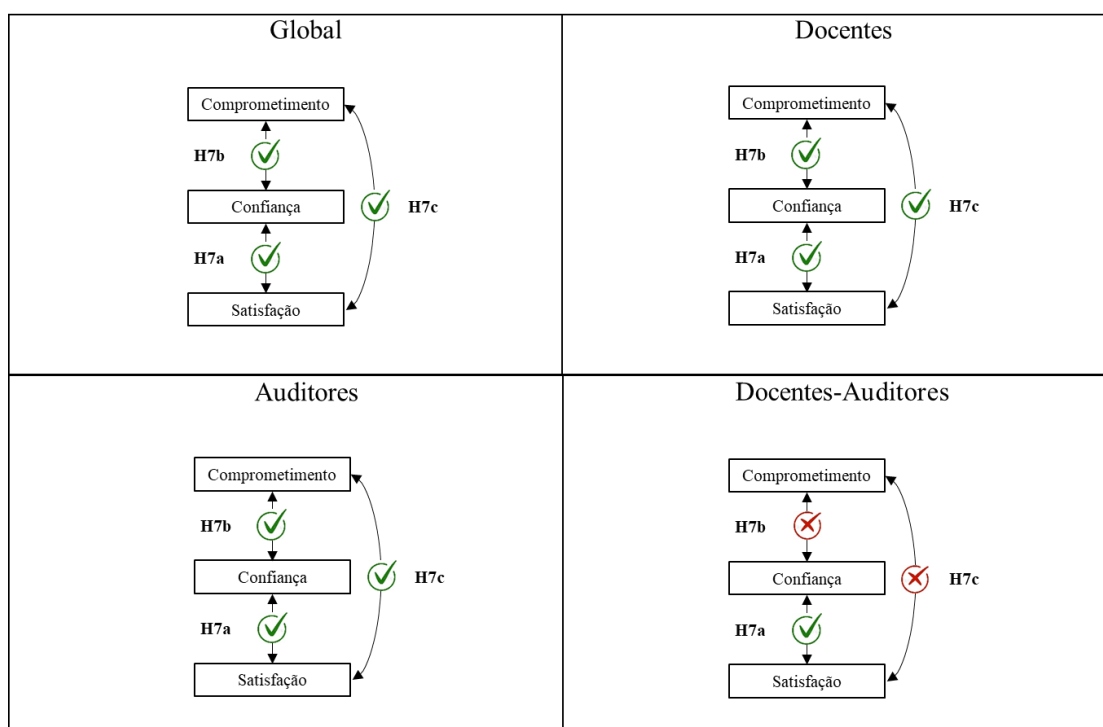 Global
Comprometimento
H7b
Confiança
H7c
H7a
Satisfação
Docentes
Comprometimento
H7b
Confiança
H7c
H7a
Satisfação
Auditores
Comprometimento
H7b
Confiança
H7c
H7a
Satisfação
Docentes-Auditores
Comprometimento
H7b
Confiança
H7c
H7a
Satisfação